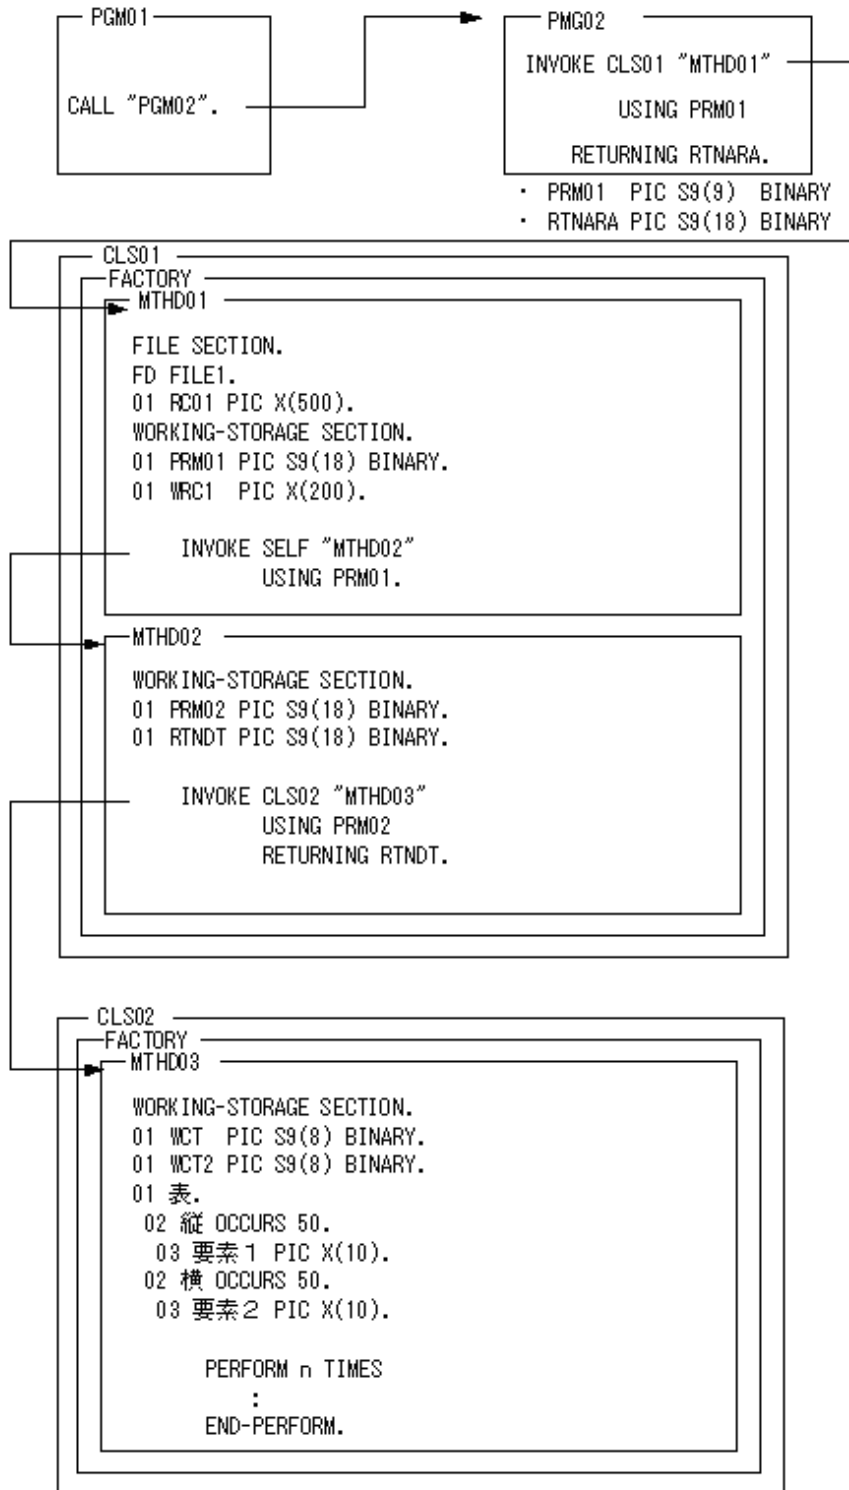 PGM01
CALL "PGM02".
PMG02
INVOKE CLS01 "MTHD01"
USING PRM01
RETURNING RTNARA.
・ PRM01 PIC S9(9) BINARY
・ RTNARA PIC S9(18) BINARY
CLS01
FACTORY
MTHD01
FILE SECTION.
FD FILE1.
01 RC01 PIC X(500).
WORKING-STORAGE SECTION.
01 PRM01 PIC S9(18) BINARY.
01 WRC1 PIC X(200).
INVOKE SELF "MTHD02"
USING PRM01.
MTHD02
WORKING-STORAGE SECTION.
01 PRM02 PIC S9(18) BINARY.
01 RTNDT PIC S9(18) BINARY.
INVOKE CLS02 "MTHD03"
USING PRM02
RETURNING RTNDT.
CLS02
FACTORY
MTHD03
WORKING-STORAGE SECTION.
01 WCT PIC S9(8) BINARY.
01 WCT2 PIC S9(8) BINARY.
01 表.
02 縦 OCCURS 50.
03 要素1 PIC X(10).
02 横 OCCURS 50.
03 要素2 PIC X(10).
PERFORM n TIMES
:
END-PERFORM.